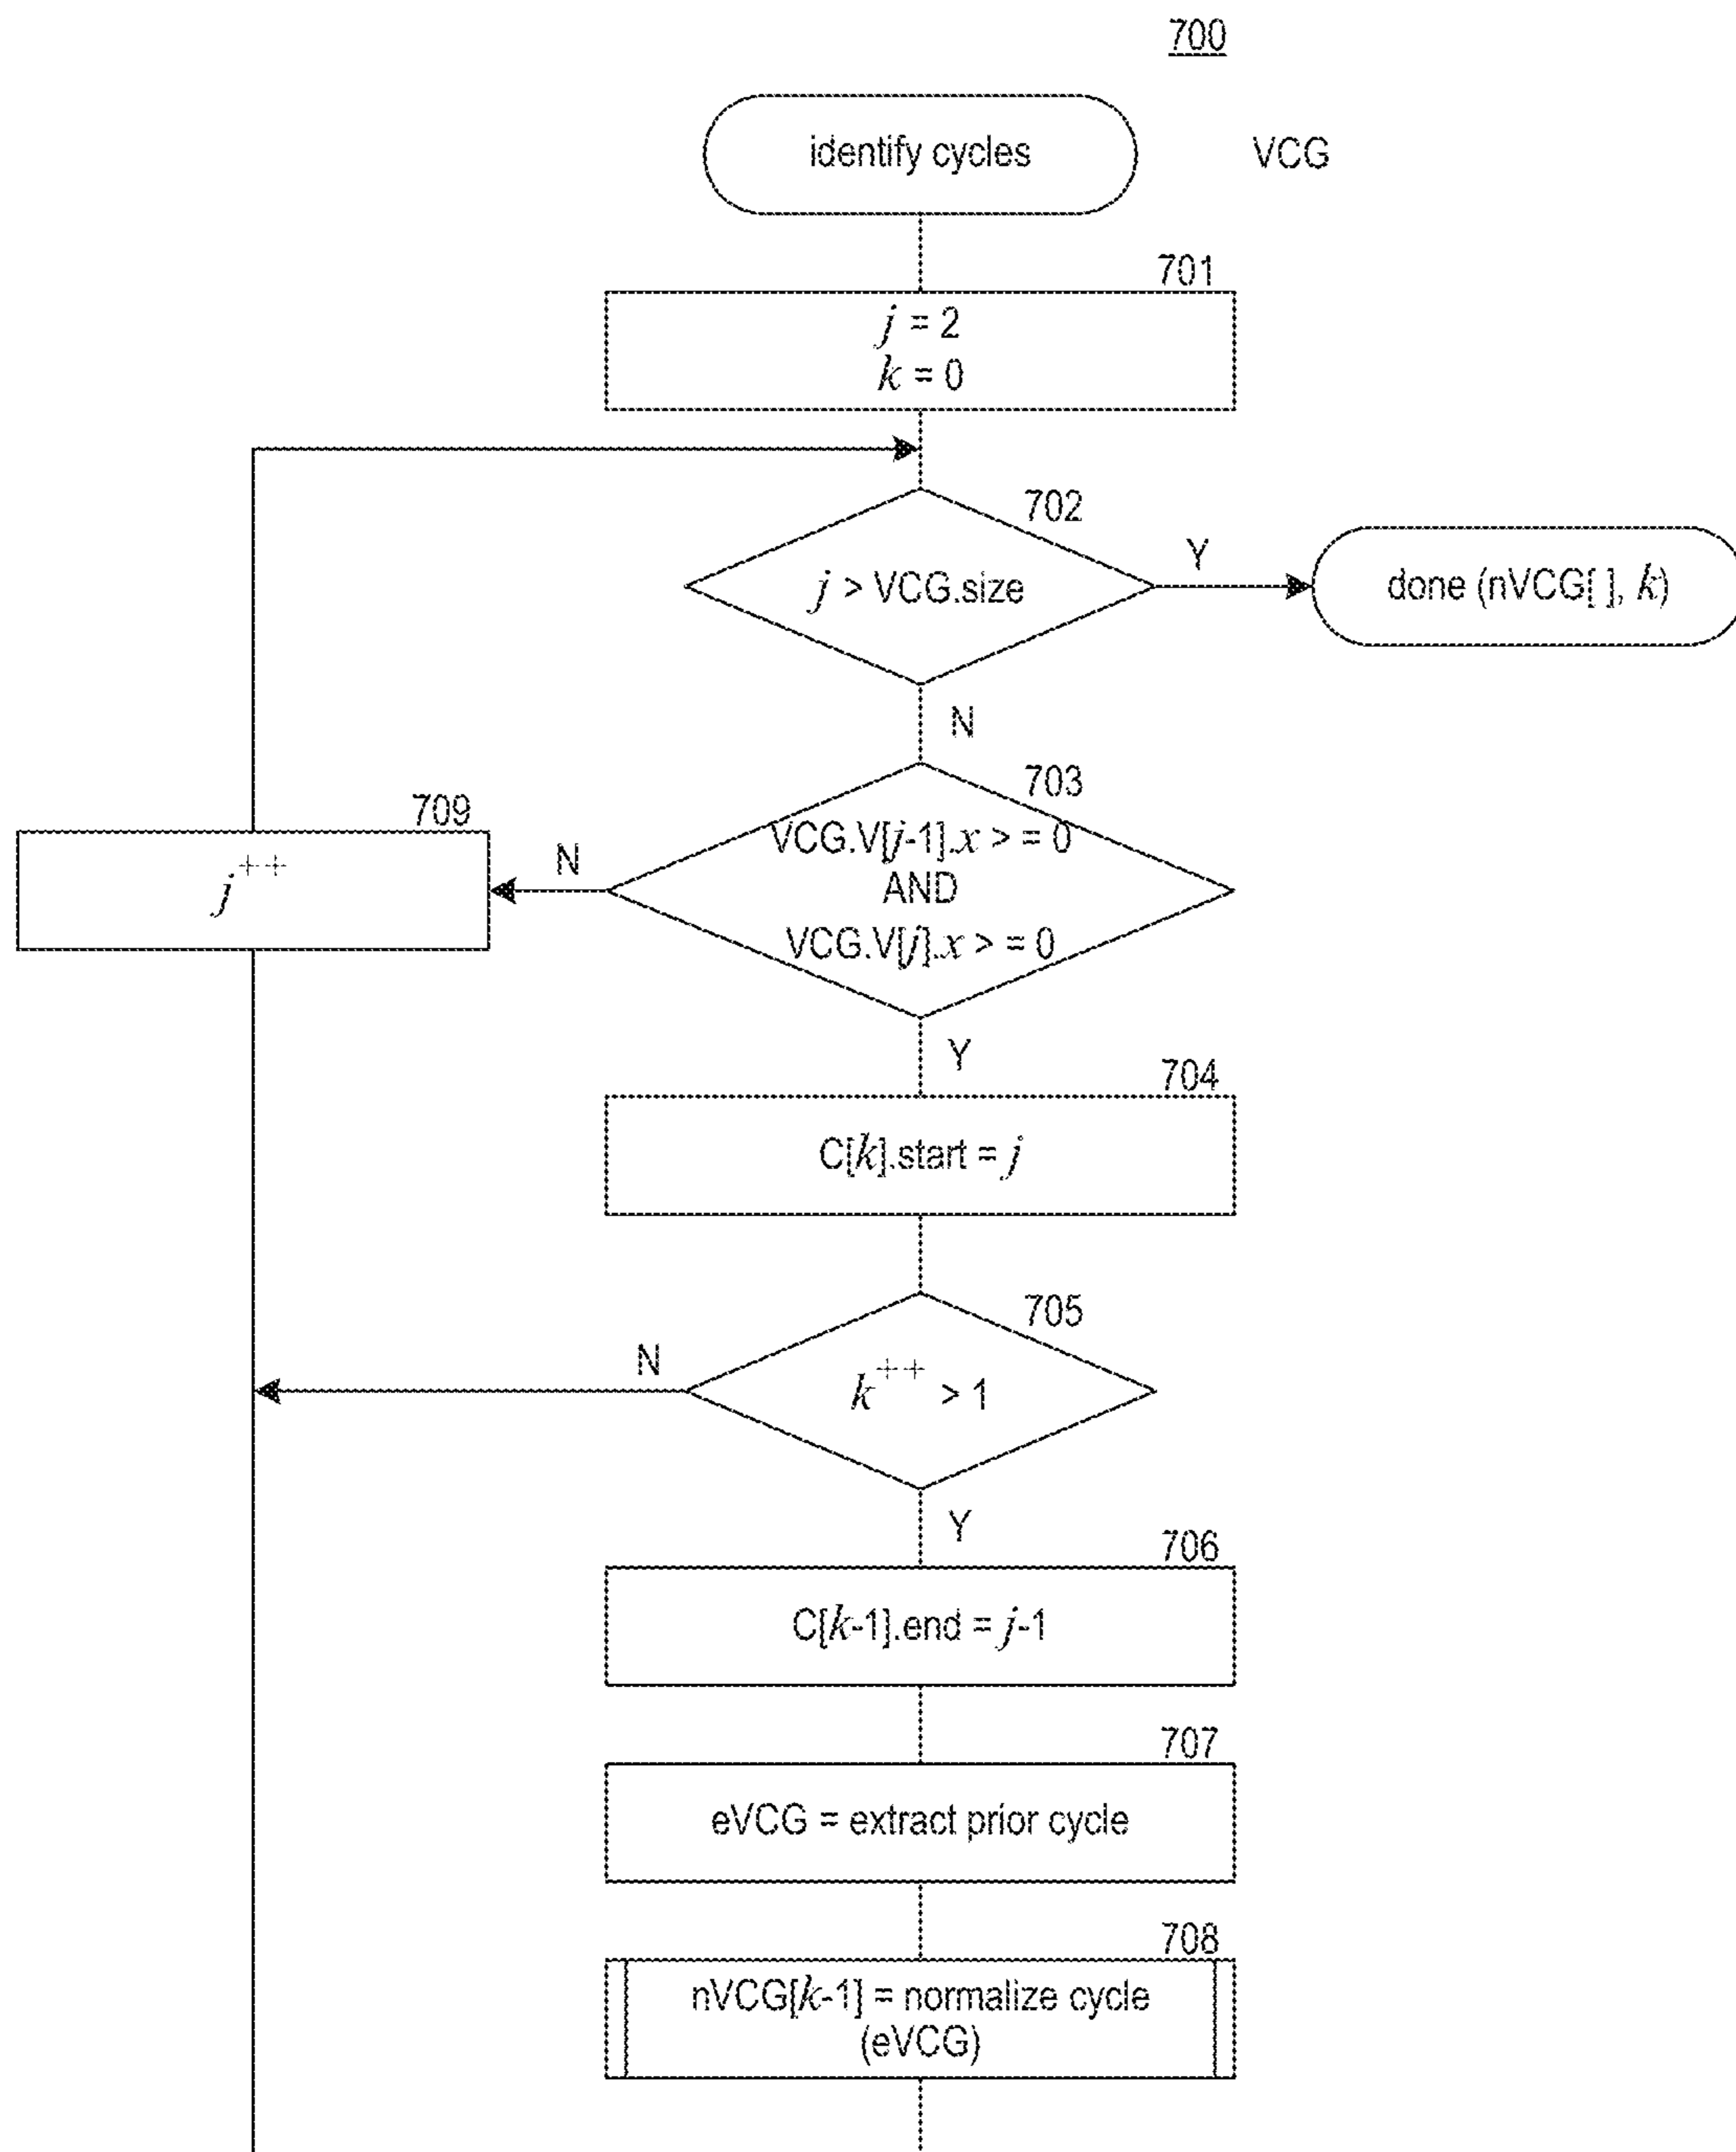 700
identify cycles
VCG
701
j = 2
k = 0
702
j > VCG.size
Y
done (nVCG[ ], k)
N
703
VCG.V[j-1].x > = 0
AND
VCG.V[j].x > = 0
709
j++
N
Y
704
C[k].start = j
705
k++ > 1
N
Y
706
C[k-1].end = j-1
707
eVCG = extract prior cycle
708
nVCG[k-1] = normalize cycle
(eVCG)